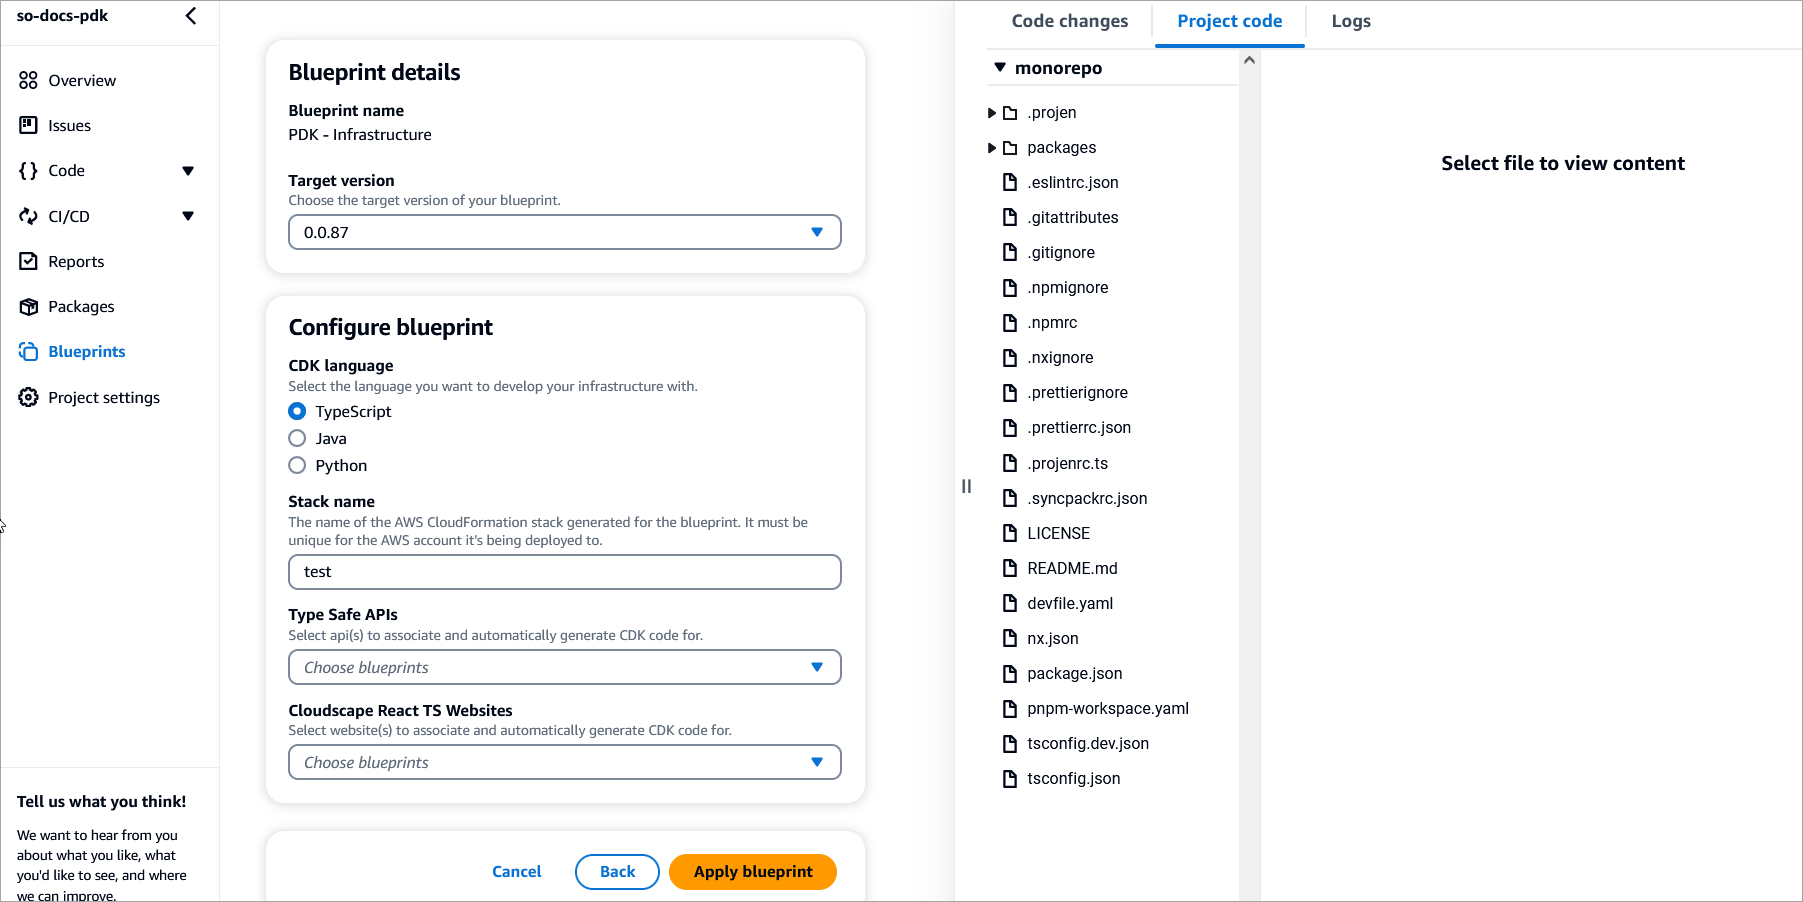 so-docs-pdk
Overview
Issues
Code
CI/CD
Reports
Packages
Blueprints
Project settings
Tell us what you think!
We want to hear from you
about what you like, what
you'd like to see, and where
we can improve.
Blueprint details
Blueprint name
PDK - Infrastructure
Target version
Choose the target version of your blueprint.
0.0.87
Configure blueprint
CDK language
Select the language you want to develop your infrastructure with.
TypeScript
Java
Python
Stack name
The name of the AWS CloudFormation stack generated for the blueprint. It must be
unique for the AWS account it's being deployed to.
test
Type Safe APIs
Select api(s) to associate and automatically generate CDK code for.
Choose blueprints
Cloudscape React TS Websites
Select website(s) to associate and automatically generate CDK code for.
Choose blueprints
Cancel
Back
Apply blueprint
Code changes
Project code
Logs
monorepo
.projen
packages
.eslintrc.json
.gitattributes
.gitignore
.npmignore
.npmrc
.nxignore
.prettierignore
.prettierrc.json
.projenrc.ts
.syncpackrc.json
LICENSE
README.md
devfile.yaml
nx.json
package.json
pnpm-workspace.yaml
tsconfig.dev.json
tsconfig.json
Select file to view content